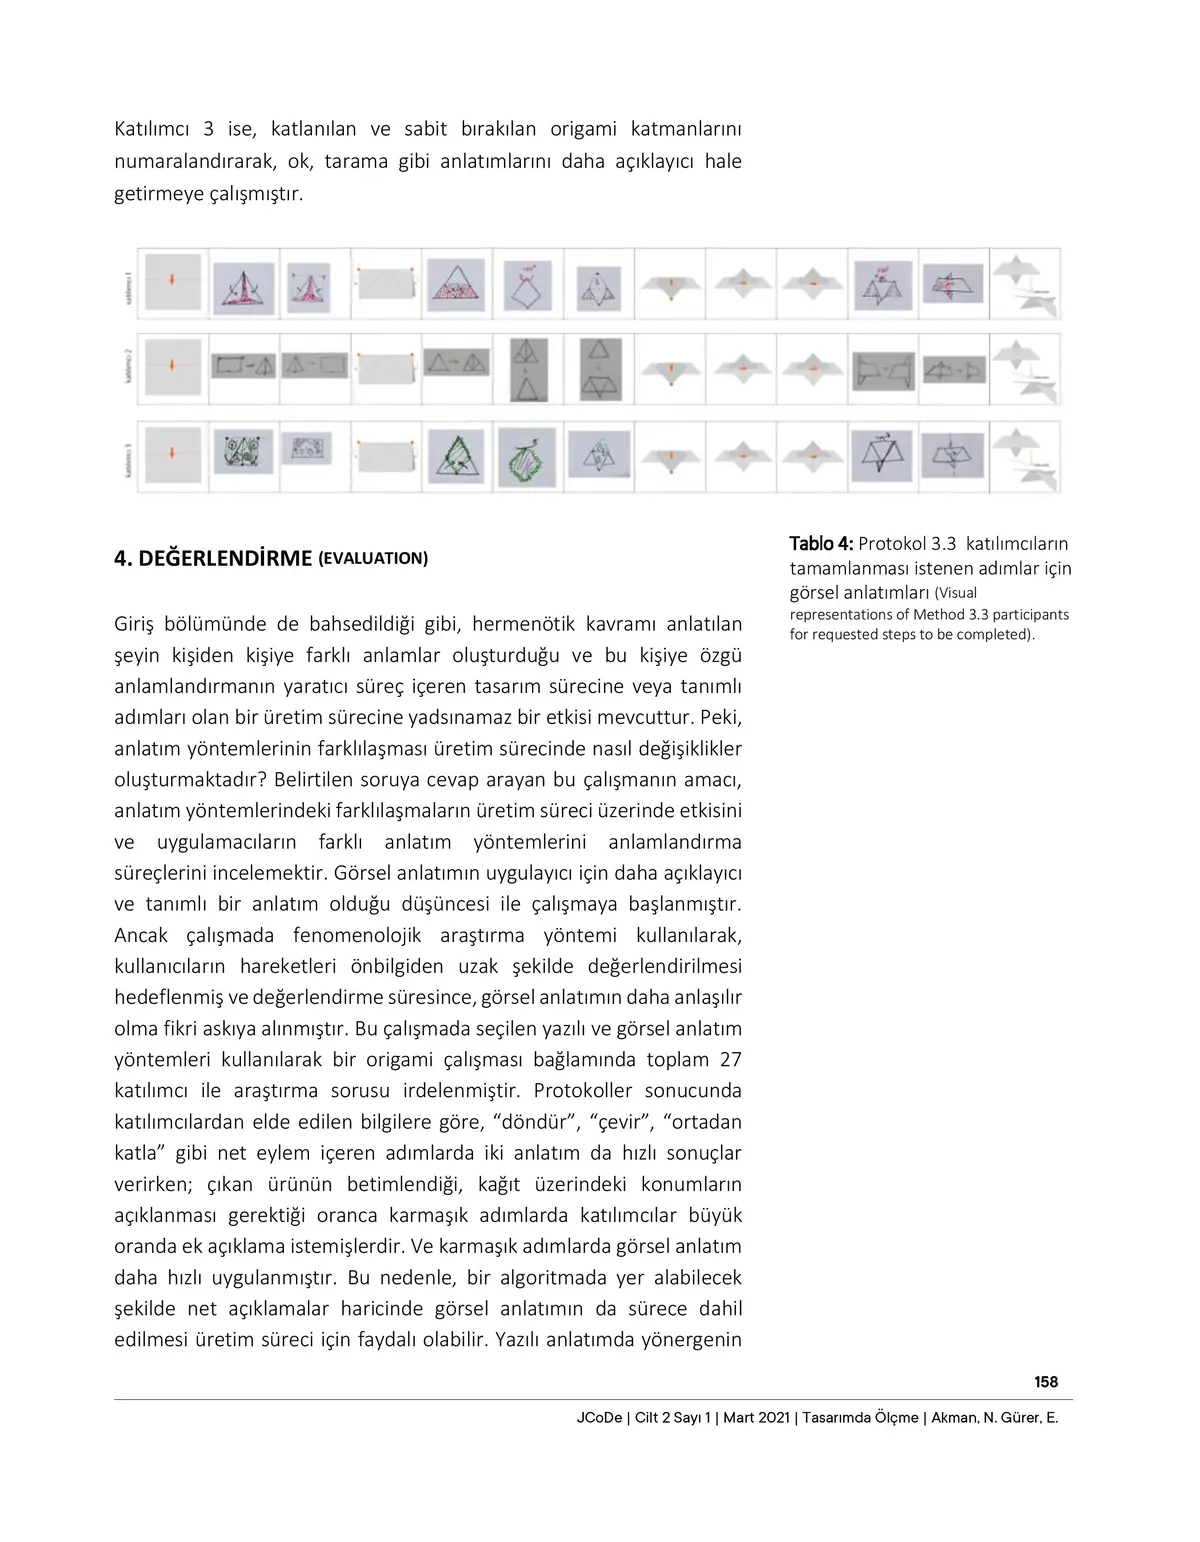 Katılımcı 3 ise, katlanılan ve sabit bırakılan origami katmanlarını
numaralandırarak, ok, tarama gibi anlatımlarını daha açıklayıcı hale
getirmeye çalışmıştır.
katılımcı 1
katılımcı 2
katılımcı 3
Tablo 4: Protokol 3.3 katılımcıların
tamamlanması istenen adımlar için
görsel anlatımları (Visual
representations of Method 3.3 participants
for requested steps to be completed).
4. DEĞERLENDİRME (EVALUATION)
Giriş bölümünde de bahsedildiği gibi, hermenötik kavramı anlatılan
şeyin kişiden kişiye farklı anlamlar oluşturduğu ve bu kişiye özgü
anlamlandırmanın yaratıcı süreç içeren tasarım sürecine veya tanımlı
adımları olan bir üretim sürecine yadsınamaz bir etkisi mevcuttur. Peki,
anlatım yöntemlerinin farklılaşması üretim sürecinde nasıl değişiklikler
oluşturmaktadır? Belirtilen soruya cevap arayan bu çalışmanın amacı,
anlatım yöntemlerindeki farklılaşmaların üretim süreci üzerinde etkisini
ve uygulamacıların farklı anlatım yöntemlerini anlamlandırma
süreçlerini incelemektir. Görsel anlatımın uygulayıcı için daha açıklayıcı
ve tanımlı bir anlatım olduğu düşüncesi ile çalışmaya başlanmıştır.
Ancak çalışmada fenomenolojik araştırma yöntemi kullanılarak,
kullanıcıların hareketleri önbilgiden uzak şekilde değerlendirilmesi
hedeflenmiş ve değerlendirme süresince, görsel anlatımın daha anlaşılır
olma fikri askıya alınmıştır. Bu çalışmada seçilen yazılı ve görsel anlatım
yöntemleri kullanılarak bir origami çalışması bağlamında toplam 27
katılımcı ile araştırma sorusu irdelenmiştir. Protokoller sonucunda
katılımcılardan elde edilen bilgilere göre, “döndür”, “çevir”, “ortadan
katla” gibi net eylem içeren adımlarda iki anlatım da hızlı sonuçlar
verirken; çıkan ürünün betimlendiği, kağıt üzerindeki konumların
açıklanması gerektiği oranca karmaşık adımlarda katılımcılar büyük
oranda ek açıklama istemişlerdir. Ve karmaşık adımlarda görsel anlatım
daha hızlı uygulanmıştır. Bu nedenle, bir algoritmada yer alabilecek
şekilde net açıklamalar haricinde görsel anlatımın da sürece dahil
edilmesi üretim süreci için faydalı olabilir. Yazılı anlatımda yönergenin
158
JCoDe | Cilt 2 Sayı 1 | Mart 2021 | Tasarımda Ölçme | Akman, N. Gürer, E.